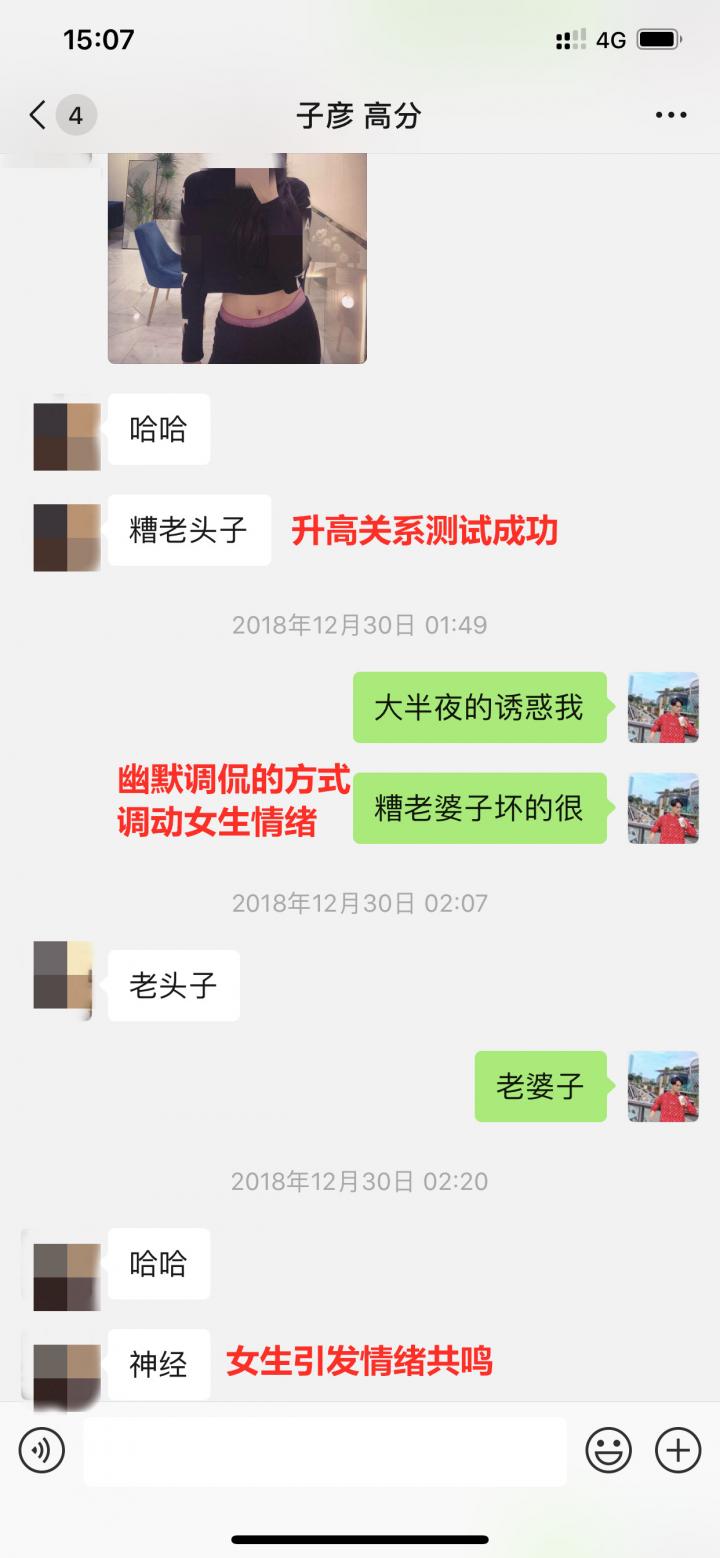 15:07
4G
4
子彦 高分
哈哈
糟老头子
升高关系测试成功
2018年12月30日 01:49
大半夜的诱惑我
幽默调侃的方式
调动女生情绪
糟老婆子坏的很
2018年12月30日 02:07
老头子
老婆子
2018年12月30日 02:20
哈哈
神经
女生引发情绪共鸣